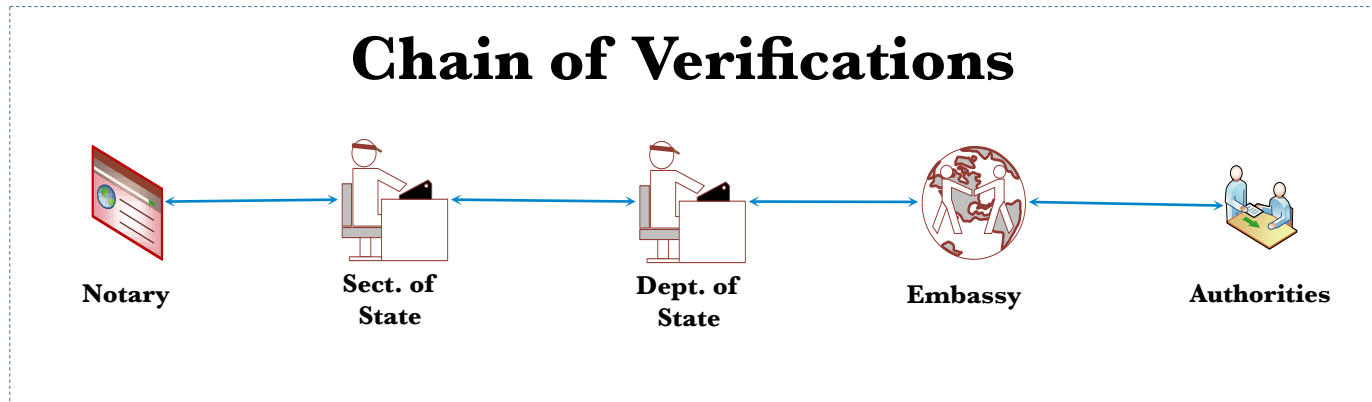 Chain of Verifications
Notary
Sect. of
State
Dept. of
State
Embassy
Authorities